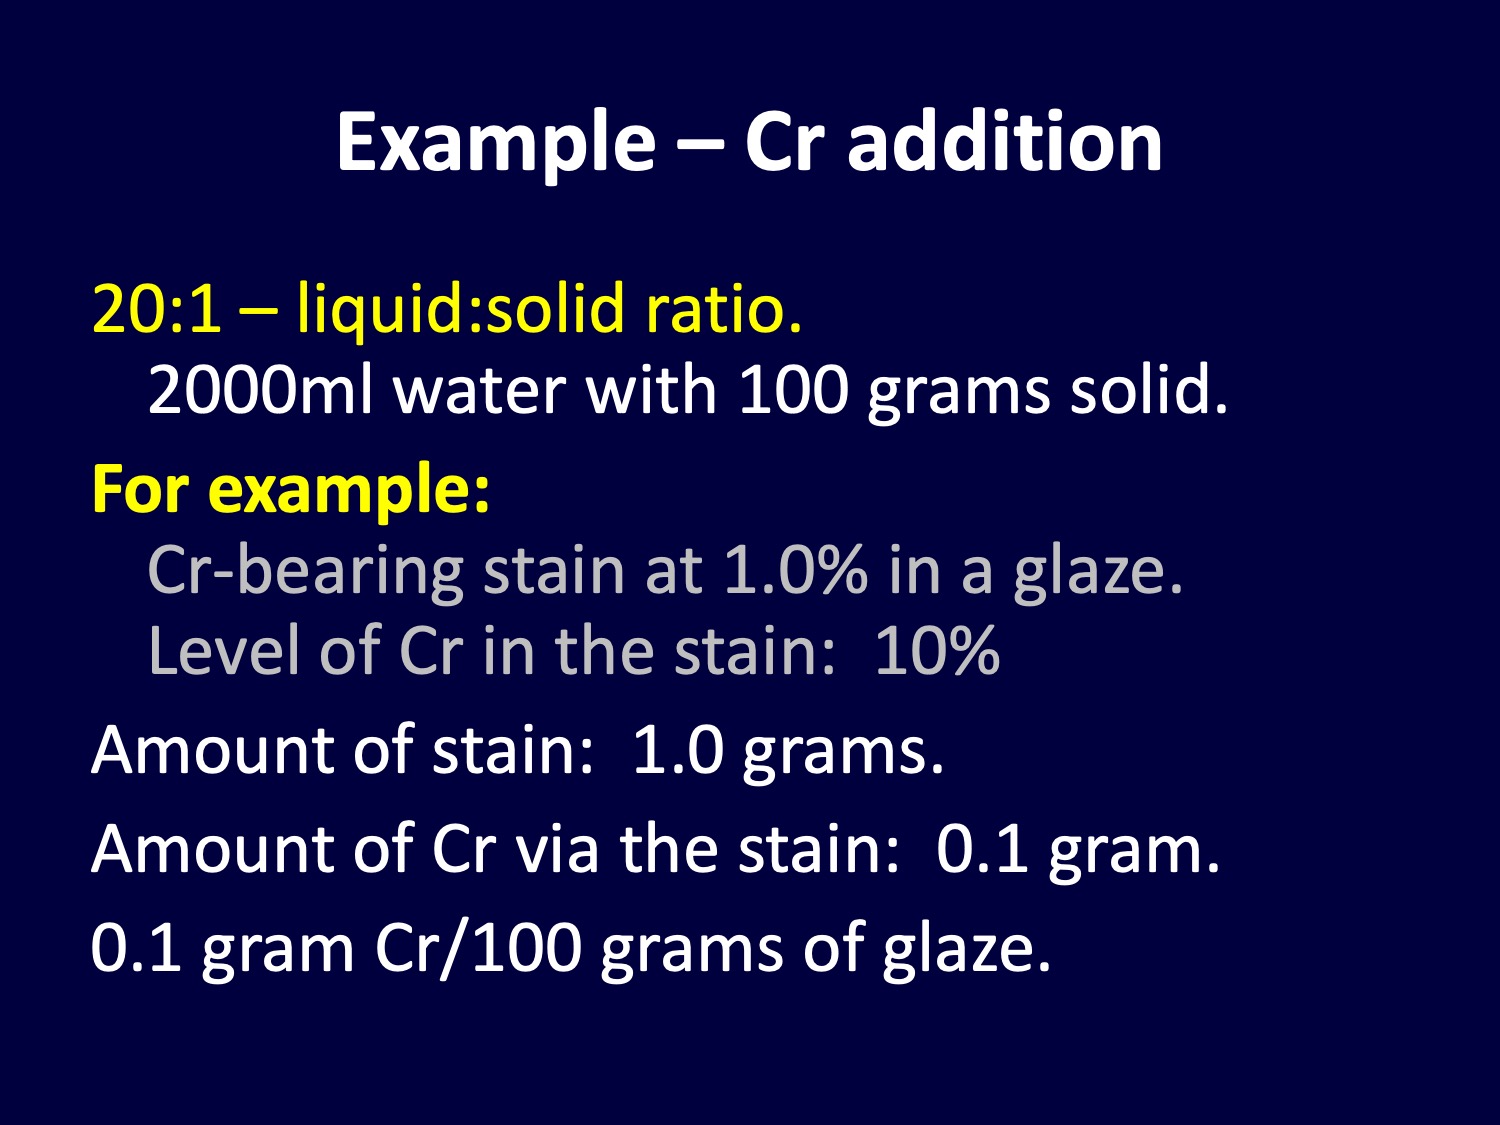 Example – Cr addition
20:1 – liquid:solid ratio.
2000ml water with 100 grams solid.
For example:
Cr-bearing stain at 1.0% in a glaze.
Level of Cr in the stain:  10%
Amount of stain:  1.0 grams.
Amount of Cr via the stain:  0.1 gram.
0.1 gram Cr/100 grams of glaze.